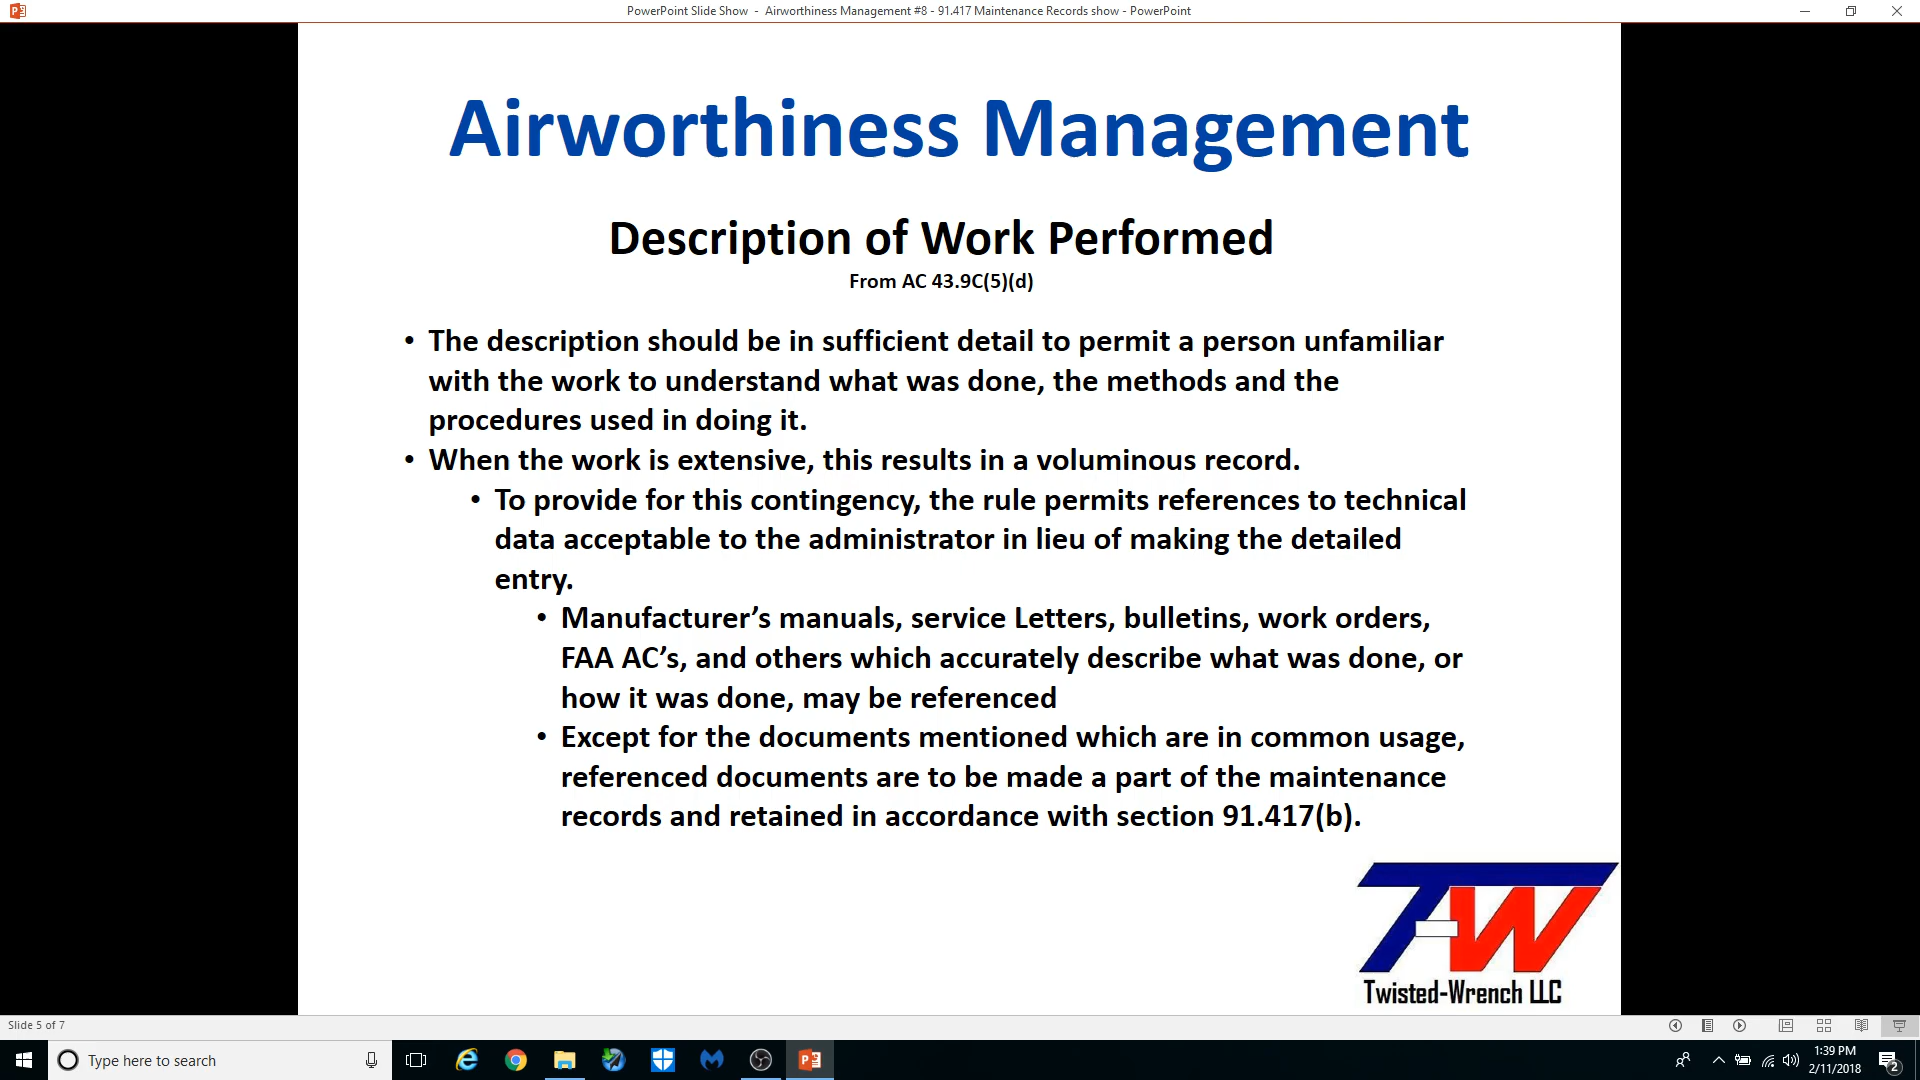 PowerPoint Slide Show - Airworthiness Management #8 - 91.417 Maintenance Records show - PowerPoint
Airworthiness Management
Description of Work Performed
From AC 43.9C(5)(d)
• The description should be in sufficient detail to permit a person unfamiliar
with the work to understand what was done, the methods and the
procedures used in doing it.
• When the work is extensive, this results in a voluminous record.
• To provide for this contingency, the rule permits references to technical
data acceptable to the administrator in lieu of making the detailed
entry.
• Manufacturer’s manuals, service Letters, bulletins, work orders,
FAA AC’s, and others which accurately describe what was done, or
how it was done, may be referenced
• Except for the documents mentioned which are in common usage,
referenced documents are to be made a part of the maintenance
records and retained in accordance with section 91.417(b).
T-W
Twisted-Wrench LLC
Slide 5 of 7
Type here to search
1:39 PM
2/11/2018
2